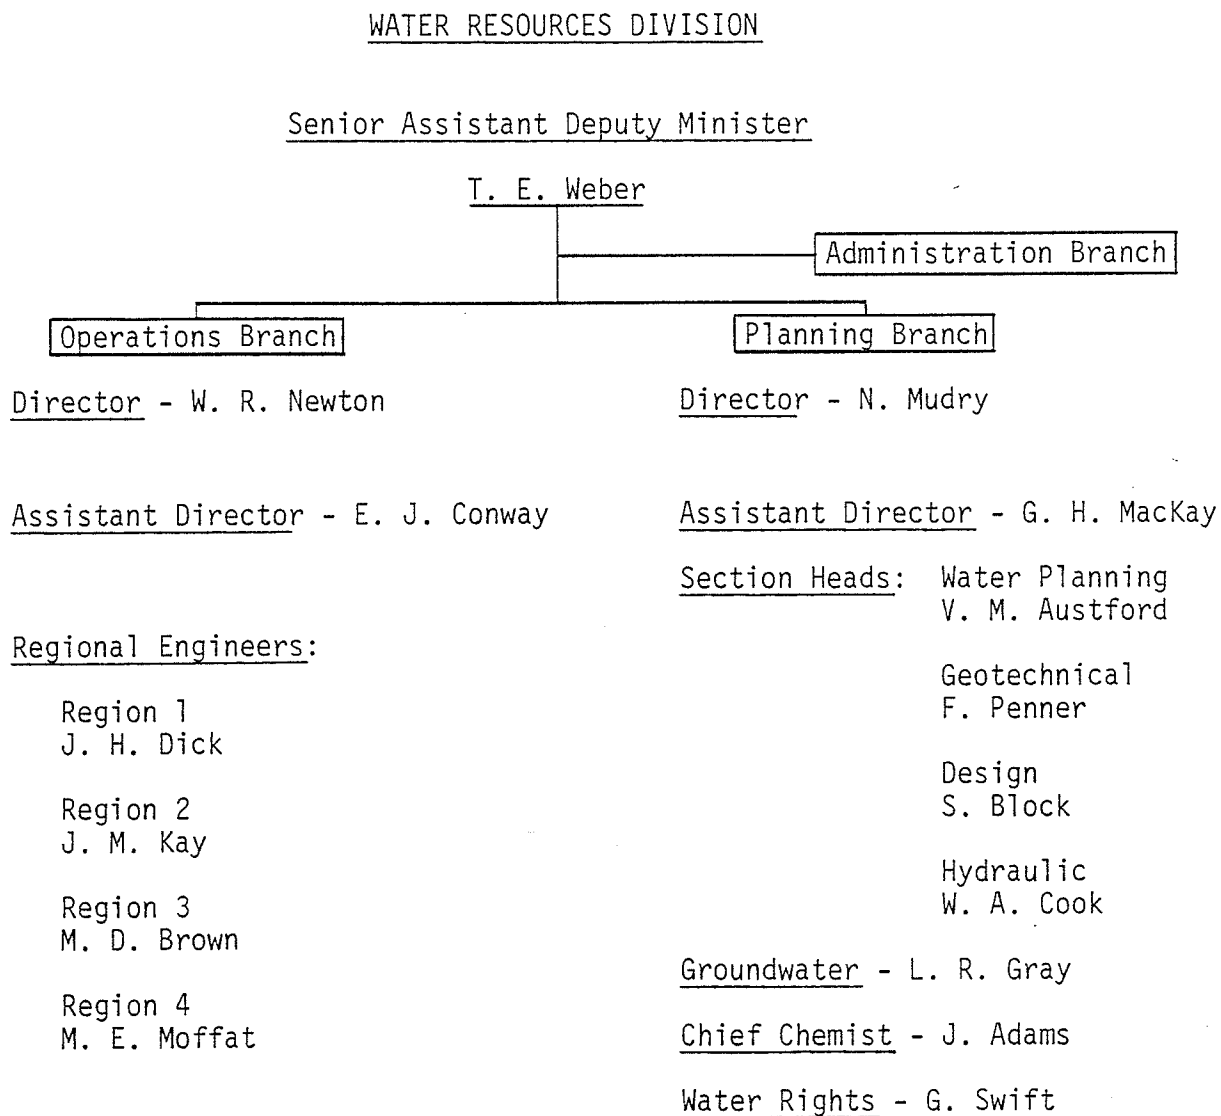 WATER RESOURCES DIVISION
Senior Assistant Deputy Minister
T. E. Weber
Administration Branch
Operations Branch
Director - W. R. Newton
Assistant Director - E. J. Conway
Regional Engineers:
Region 1
J. H. Dick
Region 2
J. M. Kay
Region 3
M. D. Brown
Region 4
M. E. Moffat
Planning Branch
Director - N. Mudry
Assistant Director - G. H. MacKay
Section Heads: Water Planning
V. M. Austford
Geotechnical
F. Penner
Design
S. Block
Hydraulic
W. A. Cook
Groundwater - L. R. Gray
Chief Chemist - J. Adams
Water Rights - G. Swift